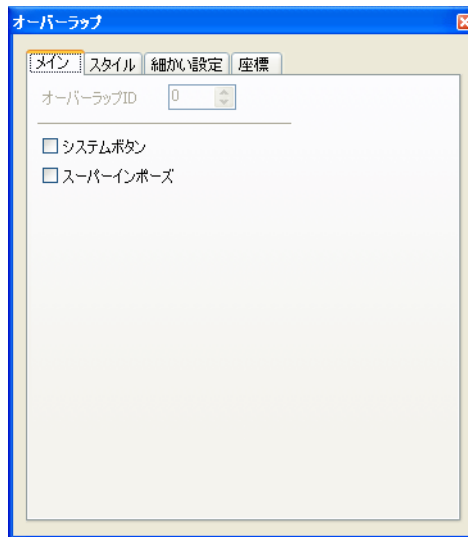 オーバーラップ
メイン スタイル 細かい設定 座標
オーバーラップID 0
システムボタン
スーパーインポーズ